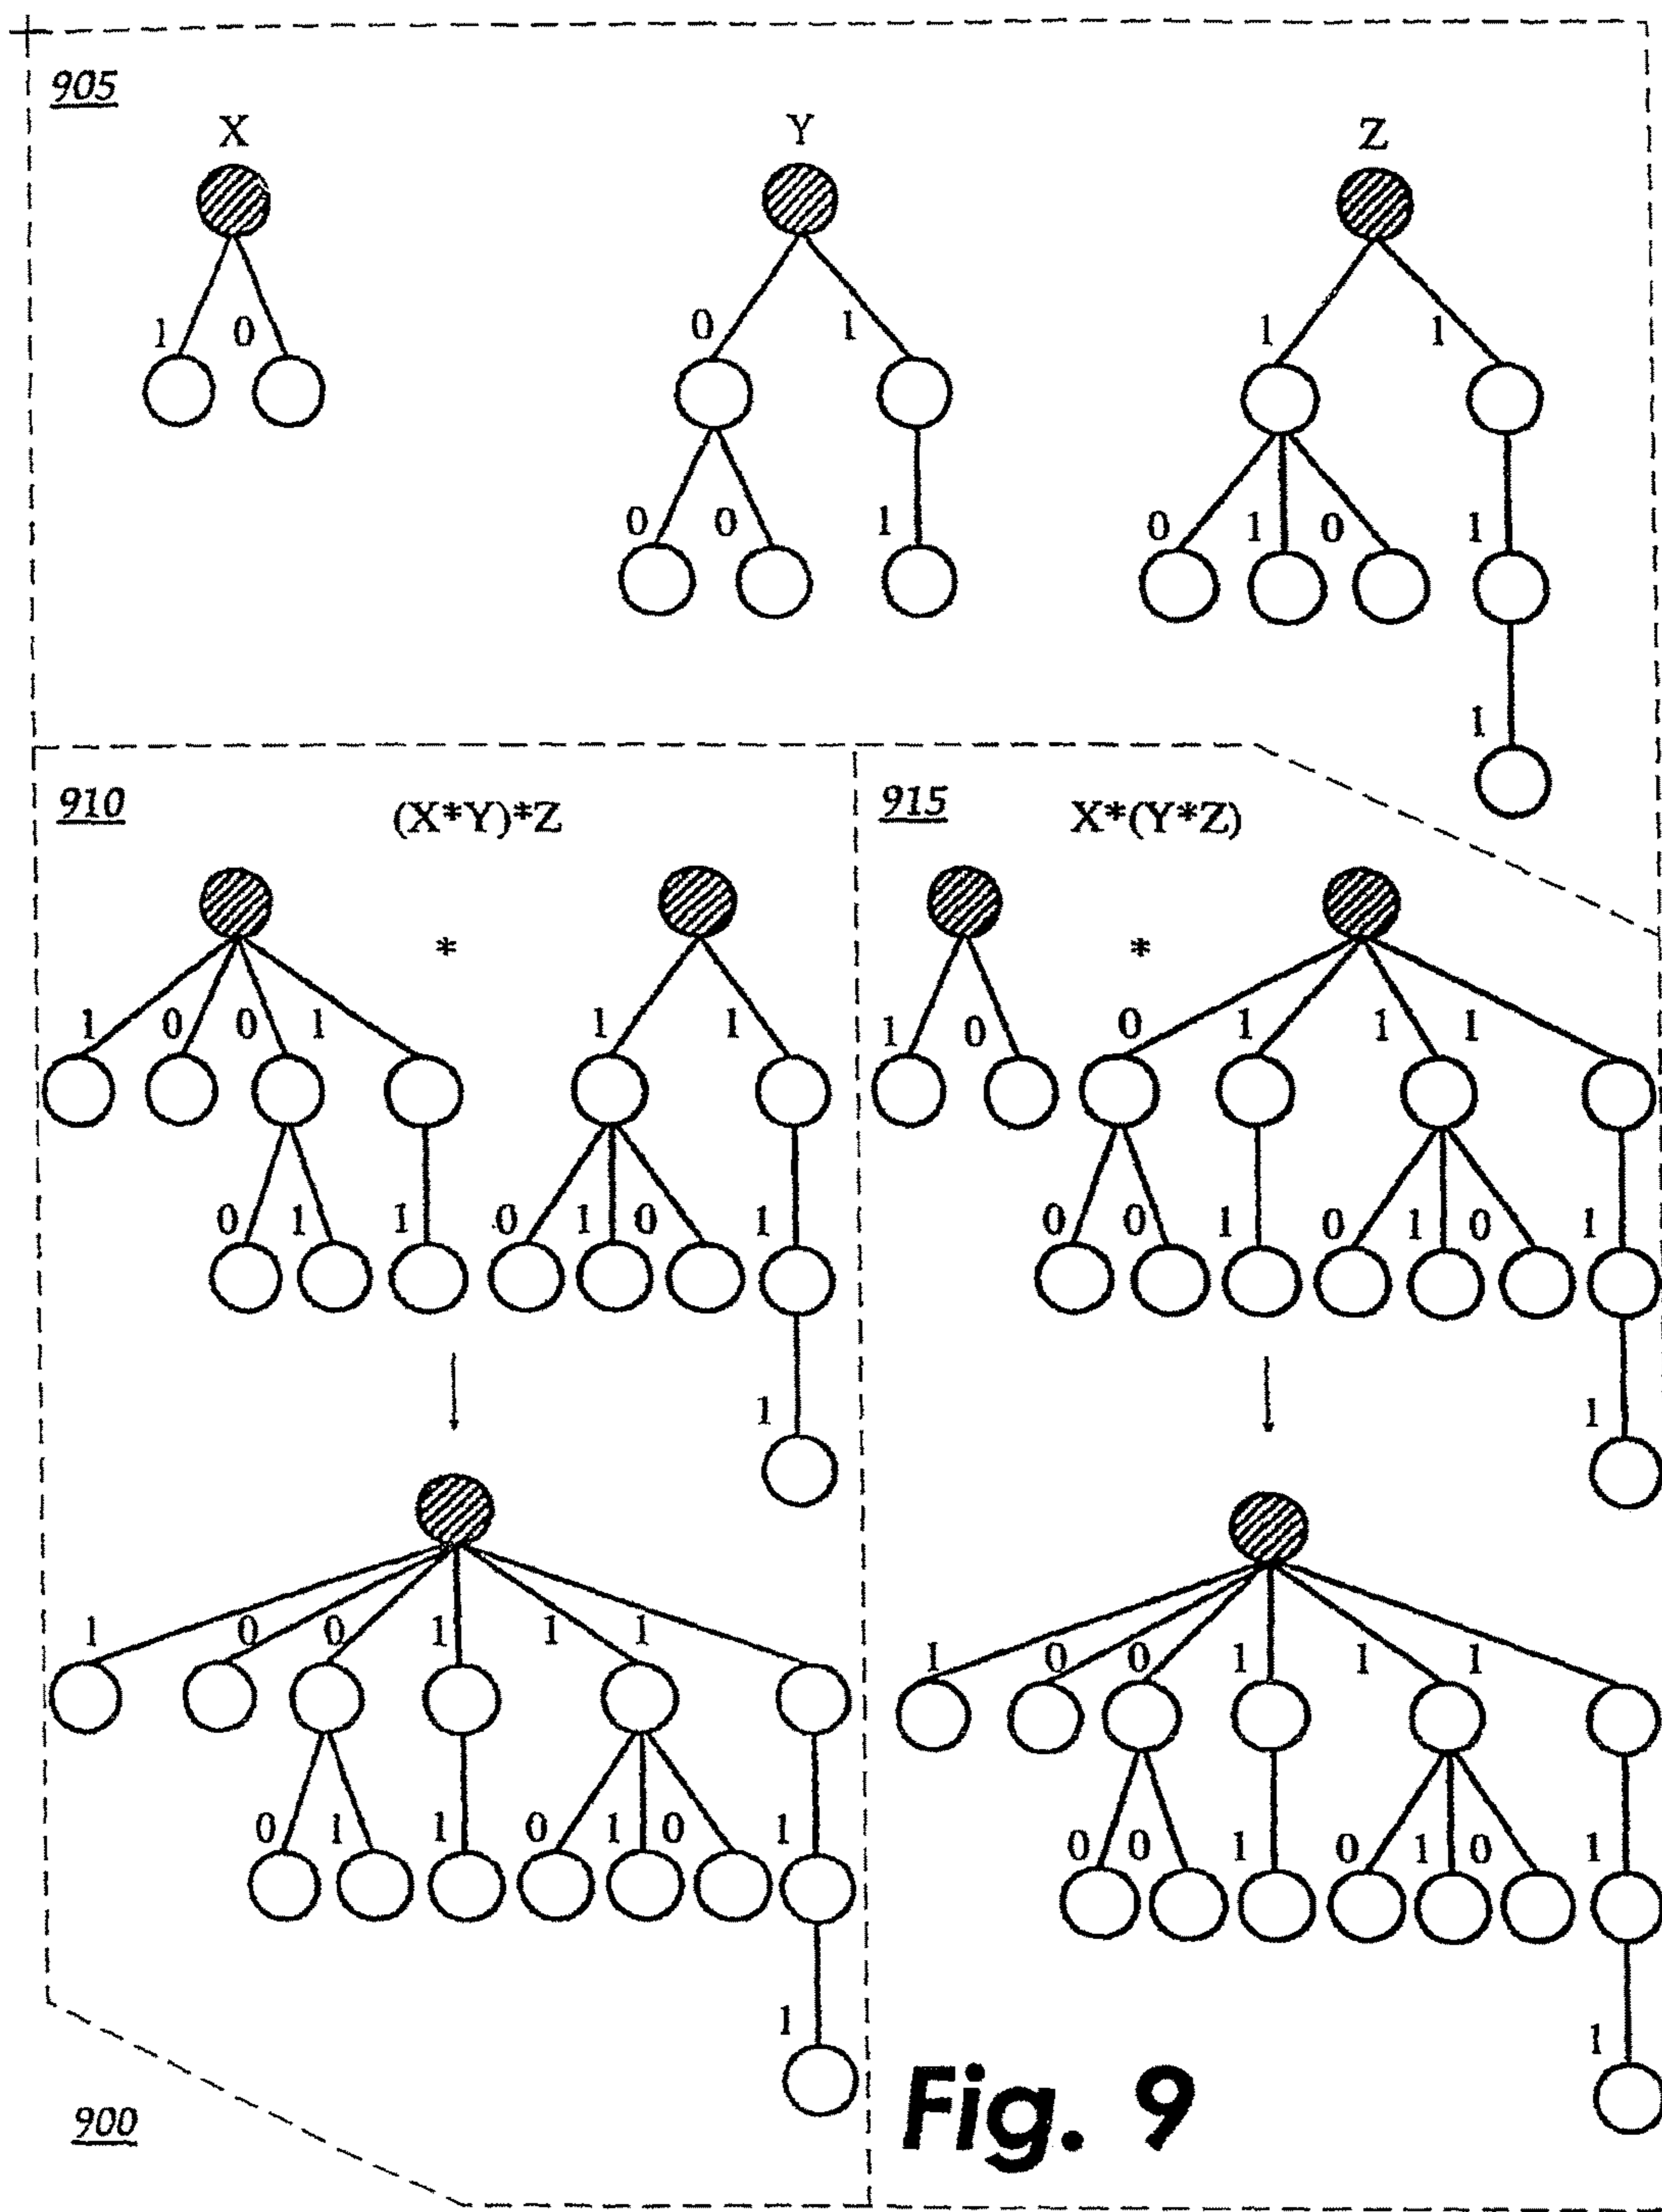 905
X Y Z
1 0 0 1 1 1
0 0 1 0 1 0 1
1
910 (X*Y)*Z 915 X*(Y*Z)
* *
1 0 0 1 1 1 1 0 0 1 1 1
0 1 1 0 1 0 1 0 0 1 0 1 0 1
1 1
1 0 0 1 1 1 1 0 0 1 1 1
0 1 1 0 1 0 1 0 0 1 0 1 0 1
1 1
900 Fig. 9